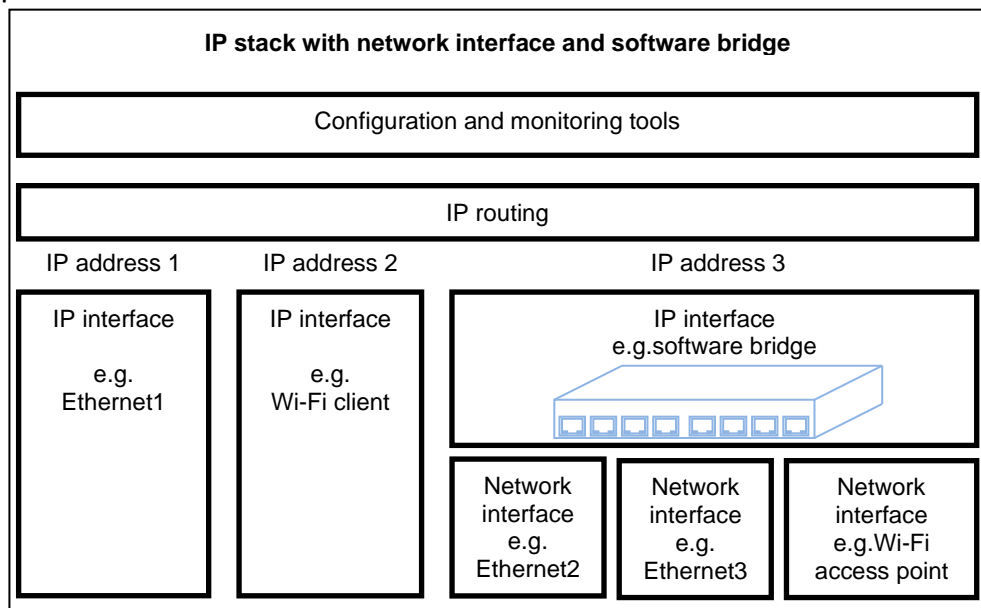 IP stack with network interface and software bridge
Configuration and monitoring tools
IP routing
IP address 1
IP address 2
IP address 3
IP interface
e.g.
Ethernet1
IP interface
e.g.
Wi-Fi client
IP interface
e.g.software bridge
Network
interface
e.g.
Ethernet2
Network
interface
e.g.
Ethernet3
Network
interface
e.g.Wi-Fi
access point